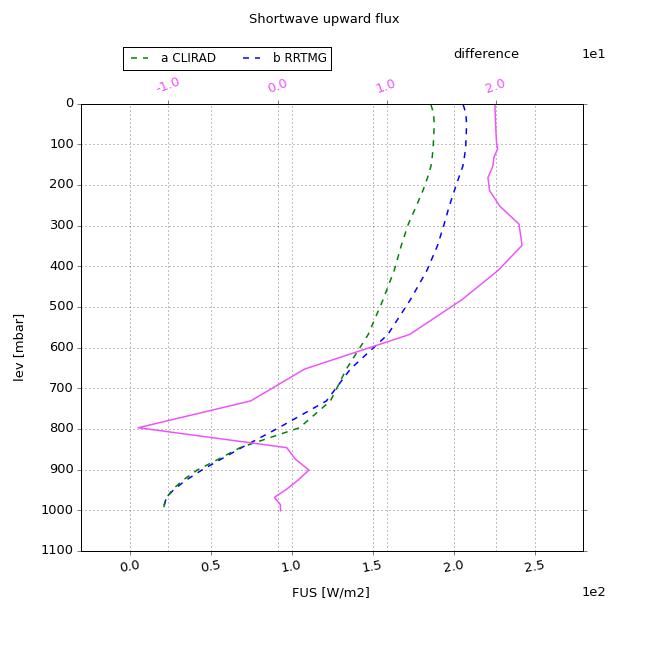 Shortwave upward flux
a CLIRAD b RRTMG
difference 1e1
-1.0 0.0 1.0 2.0
0
100
200
300
400
500
600
700
800
900
1000
1100
lev [mbar]
0.0 0.5 1.0 1.5 2.0 2.5
FUS [W/m2] 1e2